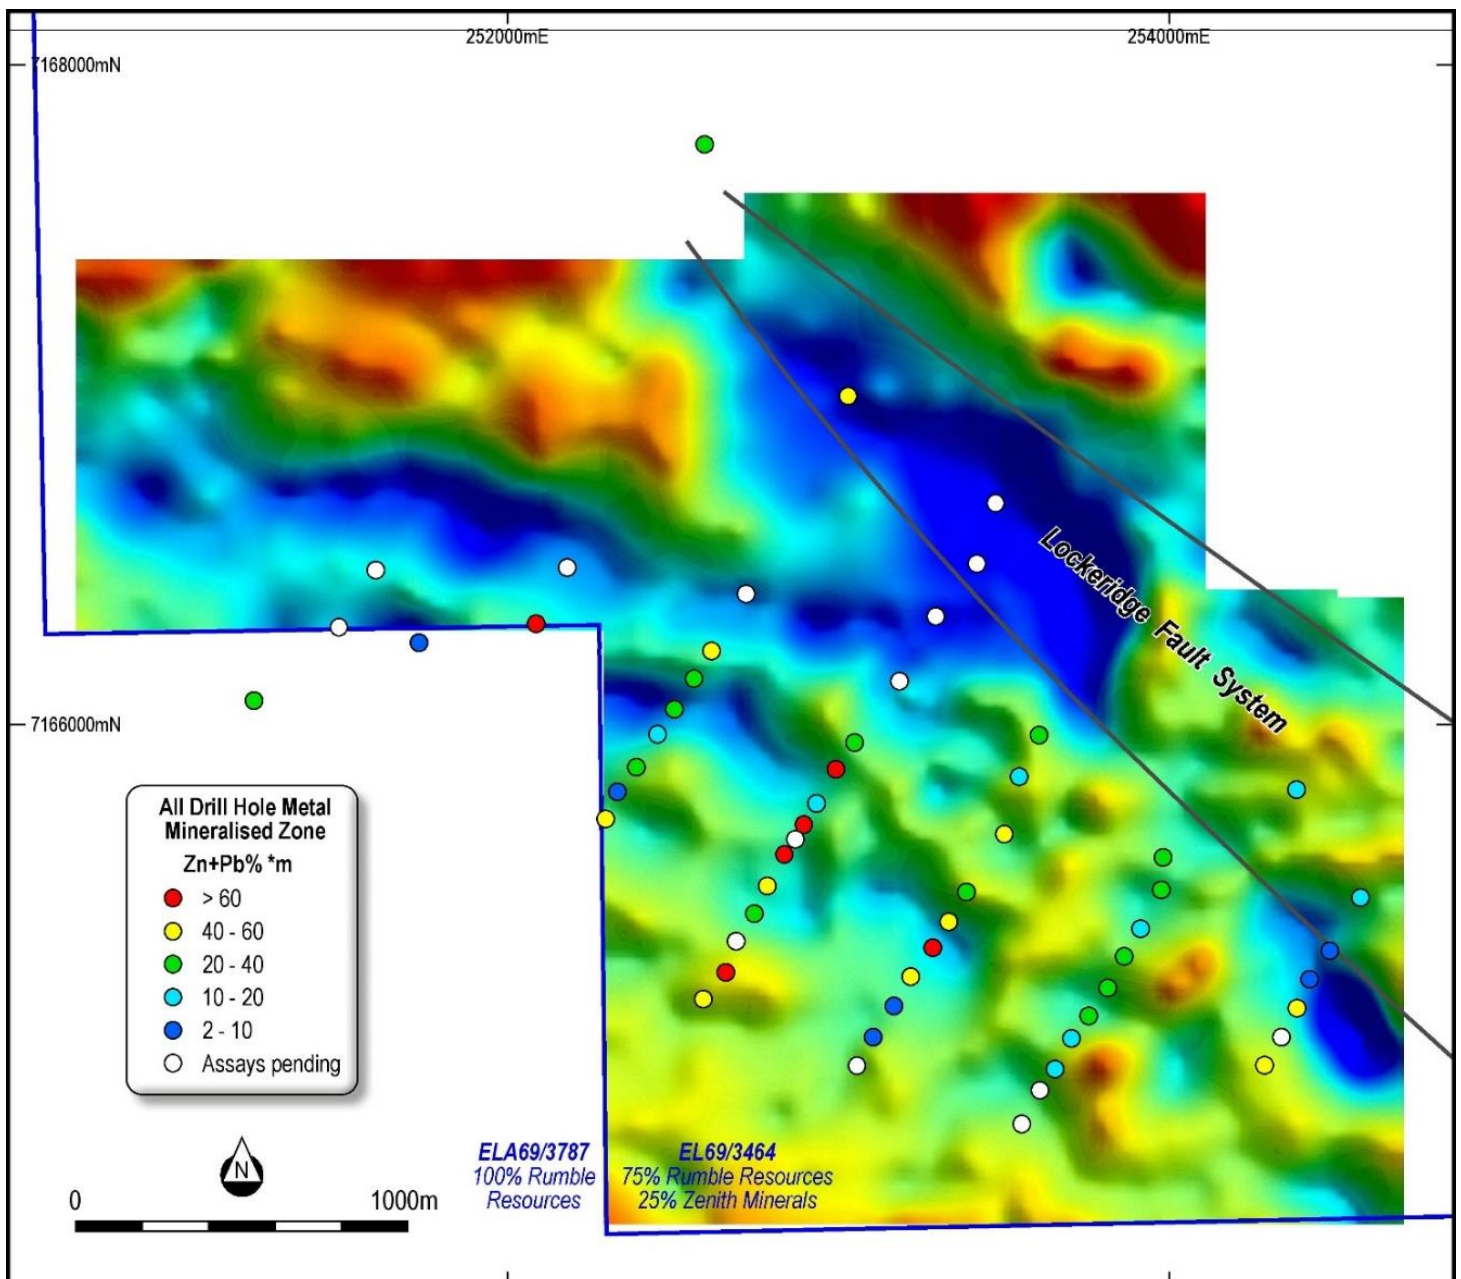 252000mE
254000mE
7168000mN
Lockeridge Fault System
7166000mN
All Drill Hole Metal
Mineralised Zone
Zn+Pb% *m
> 60
40 - 60
20 - 40
10 - 20
2 - 10
Assays pending
N
0 1000m
ELA69/3787
100% Rumble
Resources
EL69/3464
75% Rumble Resources
25% Zenith Minerals